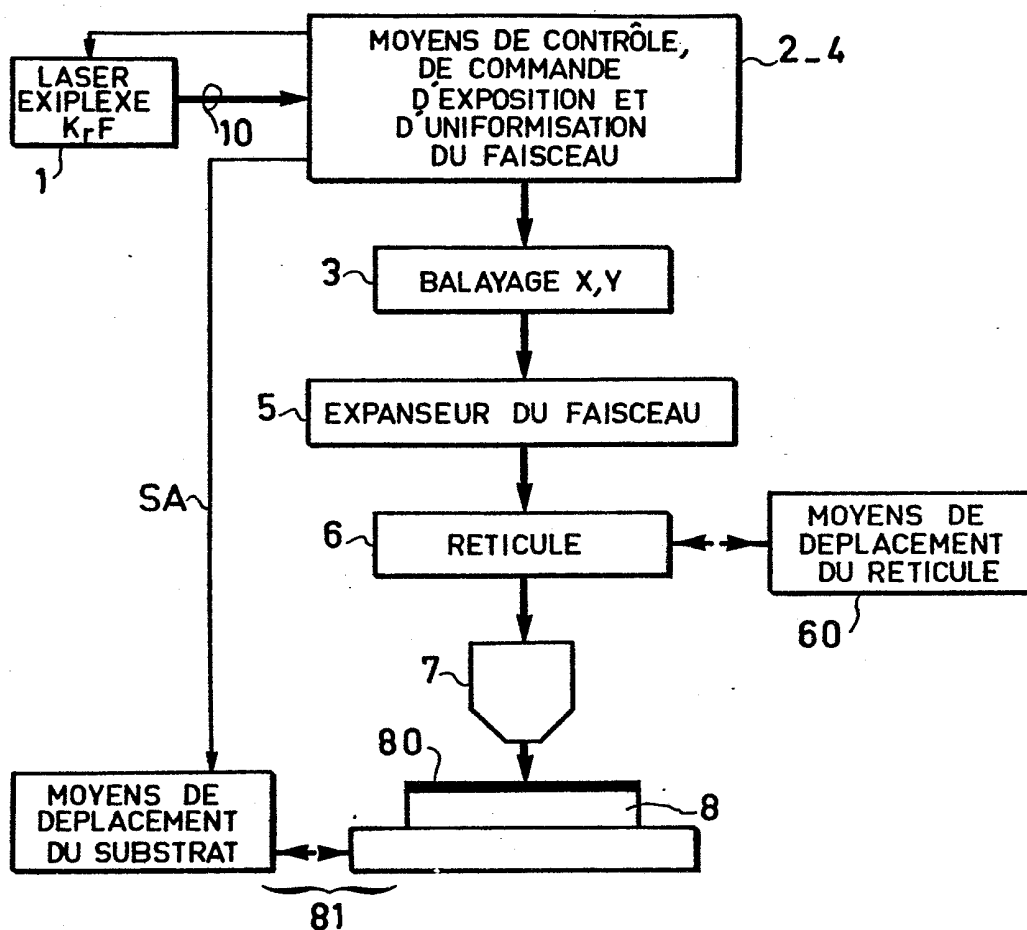 MOYENS DE CONTRÔLE,
DE COMMANDE
D'EXPOSITION ET
D'UNIFORMISATION
DU FAISCEAU
2_4
LASER
EXIPLEXE
KrF
10
1
3
BALAYAGE X,Y
5
EXPANSEUR DU FAISCEAU
SA
6
RETICULE
MOYENS DE
DEPLACEMENT
DU RETICULE
60
7
80
8
MOYENS DE
DEPLACEMENT
DU SUBSTRAT
81